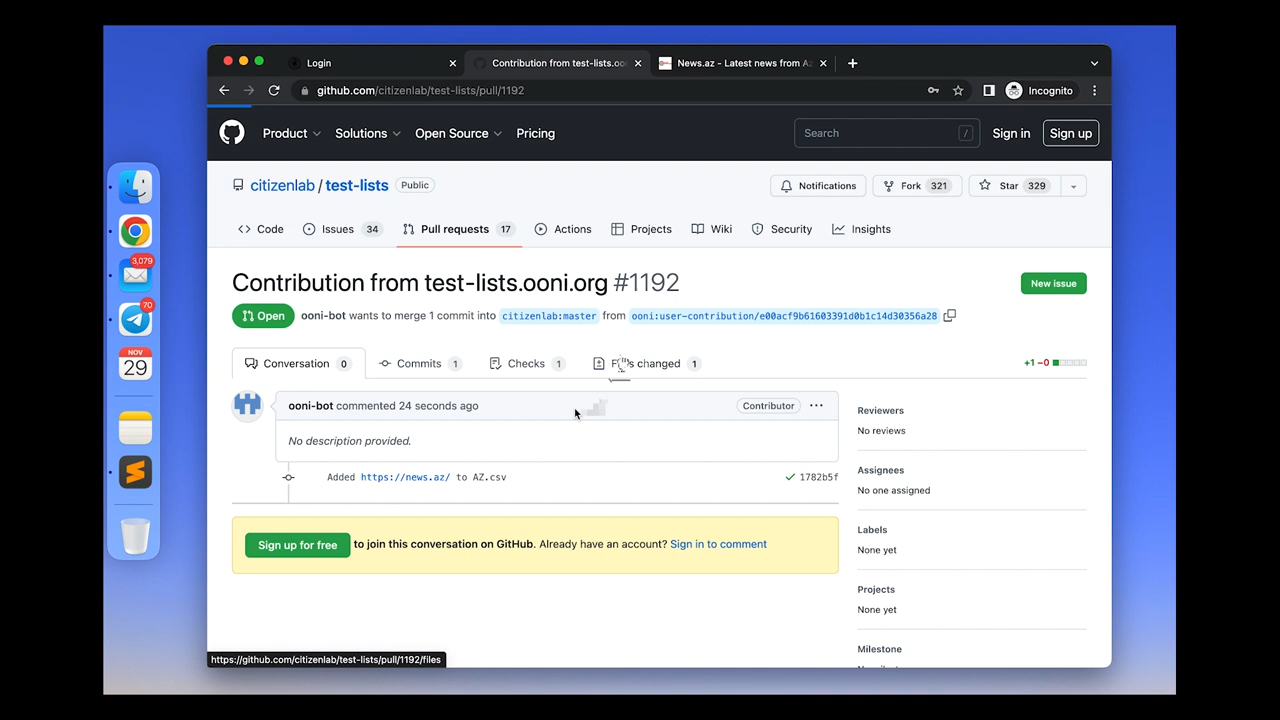 Login
Contribution from test-lists.oo
News.az - Latest news from A
github.com/citizenlab/test-lists/pull/1192
Incognito
Product
Solutions
Open Source
Pricing
Search
/
Sign in
Sign up
citizenlab / test-lists
Public
Notifications
Fork 321
Star 329
Code
Issues 34
Pull requests 17
Actions
Projects
Wiki
Security
Insights
Contribution from test-lists.ooni.org #1192
New issue
Open
ooni-bot wants to merge 1 commit into citizenlab:master from ooni:user-contribution/e00acf9b61603391d0b1c14d30356a28
Conversation 0
Commits 1
Checks 1
changed 1
+1 −0
ooni-bot commented 24 seconds ago
Contributor
No description provided.
Added https://news.az/ to AZ.csv
1782b5f
Sign up for free to join this conversation on GitHub. Already have an account? Sign in to comment
Reviewers
No reviews
Assignees
No one assigned
Labels
None yet
Projects
None yet
Milestone
https://github.com/citizenlab/test-lists/pull/1192/files
3,079
70
NOV
29